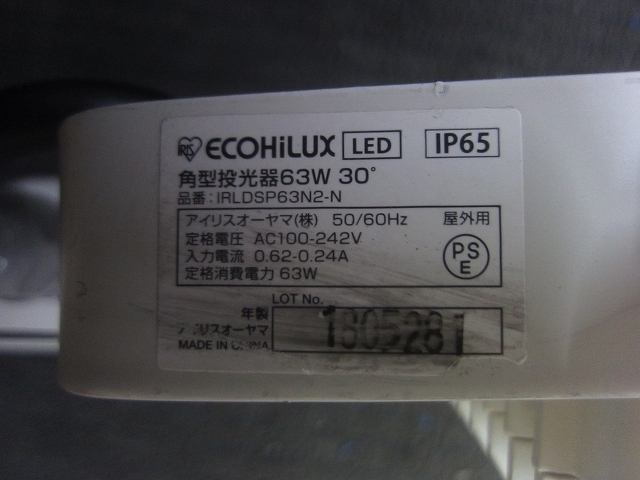 IRIS ECOHiLUX LED IP65
角型投光器63W 30°
品番：IRLDSP63N2-N
アイリスオーヤマ(株) 50/60Hz 屋外用
定格電圧 AC100-242V
入力電流 0.62-0.24A
定格消費電力 63W
PS
E
LOT No.
年製
1605281
アイリスオーヤマ
MADE IN CHINA